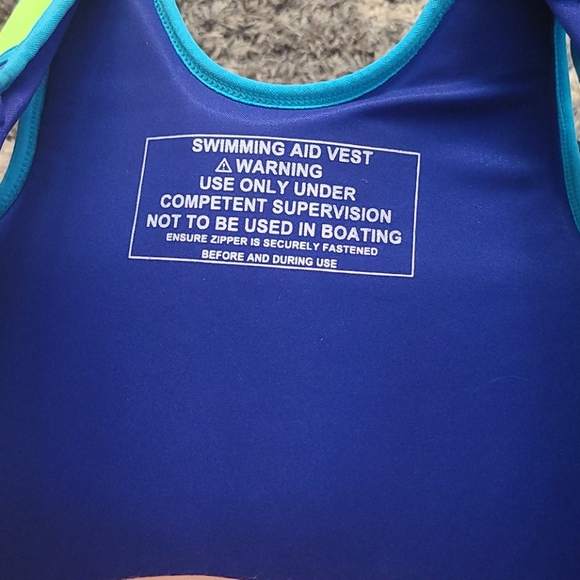 SWIMMING AID VEST
⚠ WARNING
USE ONLY UNDER
COMPETENT SUPERVISION
NOT TO BE USED IN BOATING
ENSURE ZIPPER IS SECURELY FASTENED
BEFORE AND DURING USE